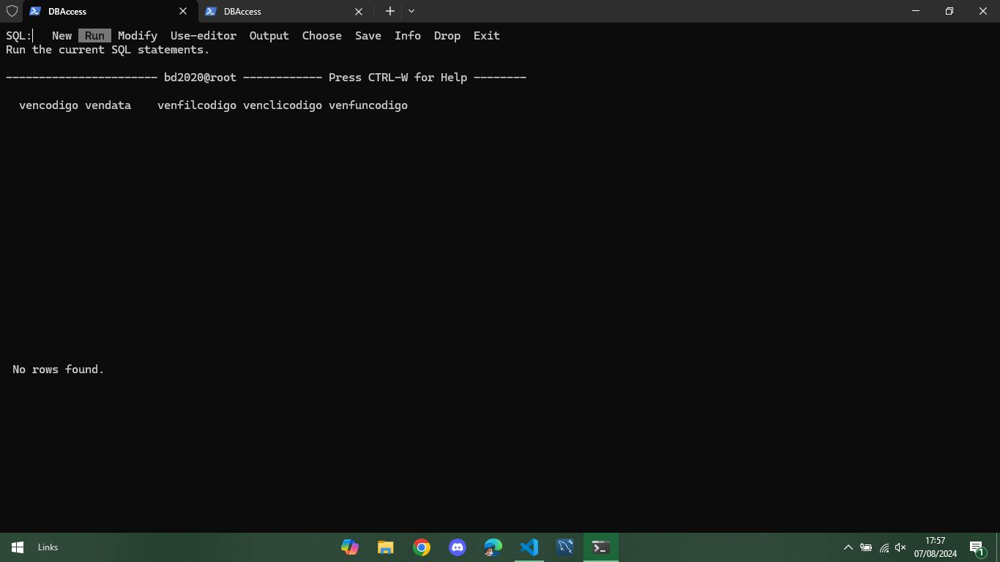 DBAccess
DBAccess
SQL: New Run Modify Use-editor Output Choose Save Info Drop Exit
Run the current SQL statements.
----------------------- bd2020@root ------------ Press CTRL-W for Help --------
vencodigo vendata venfilcodigo venclicodigo venfuncodigo
No rows found.
Links
17:57
07/08/2024
1